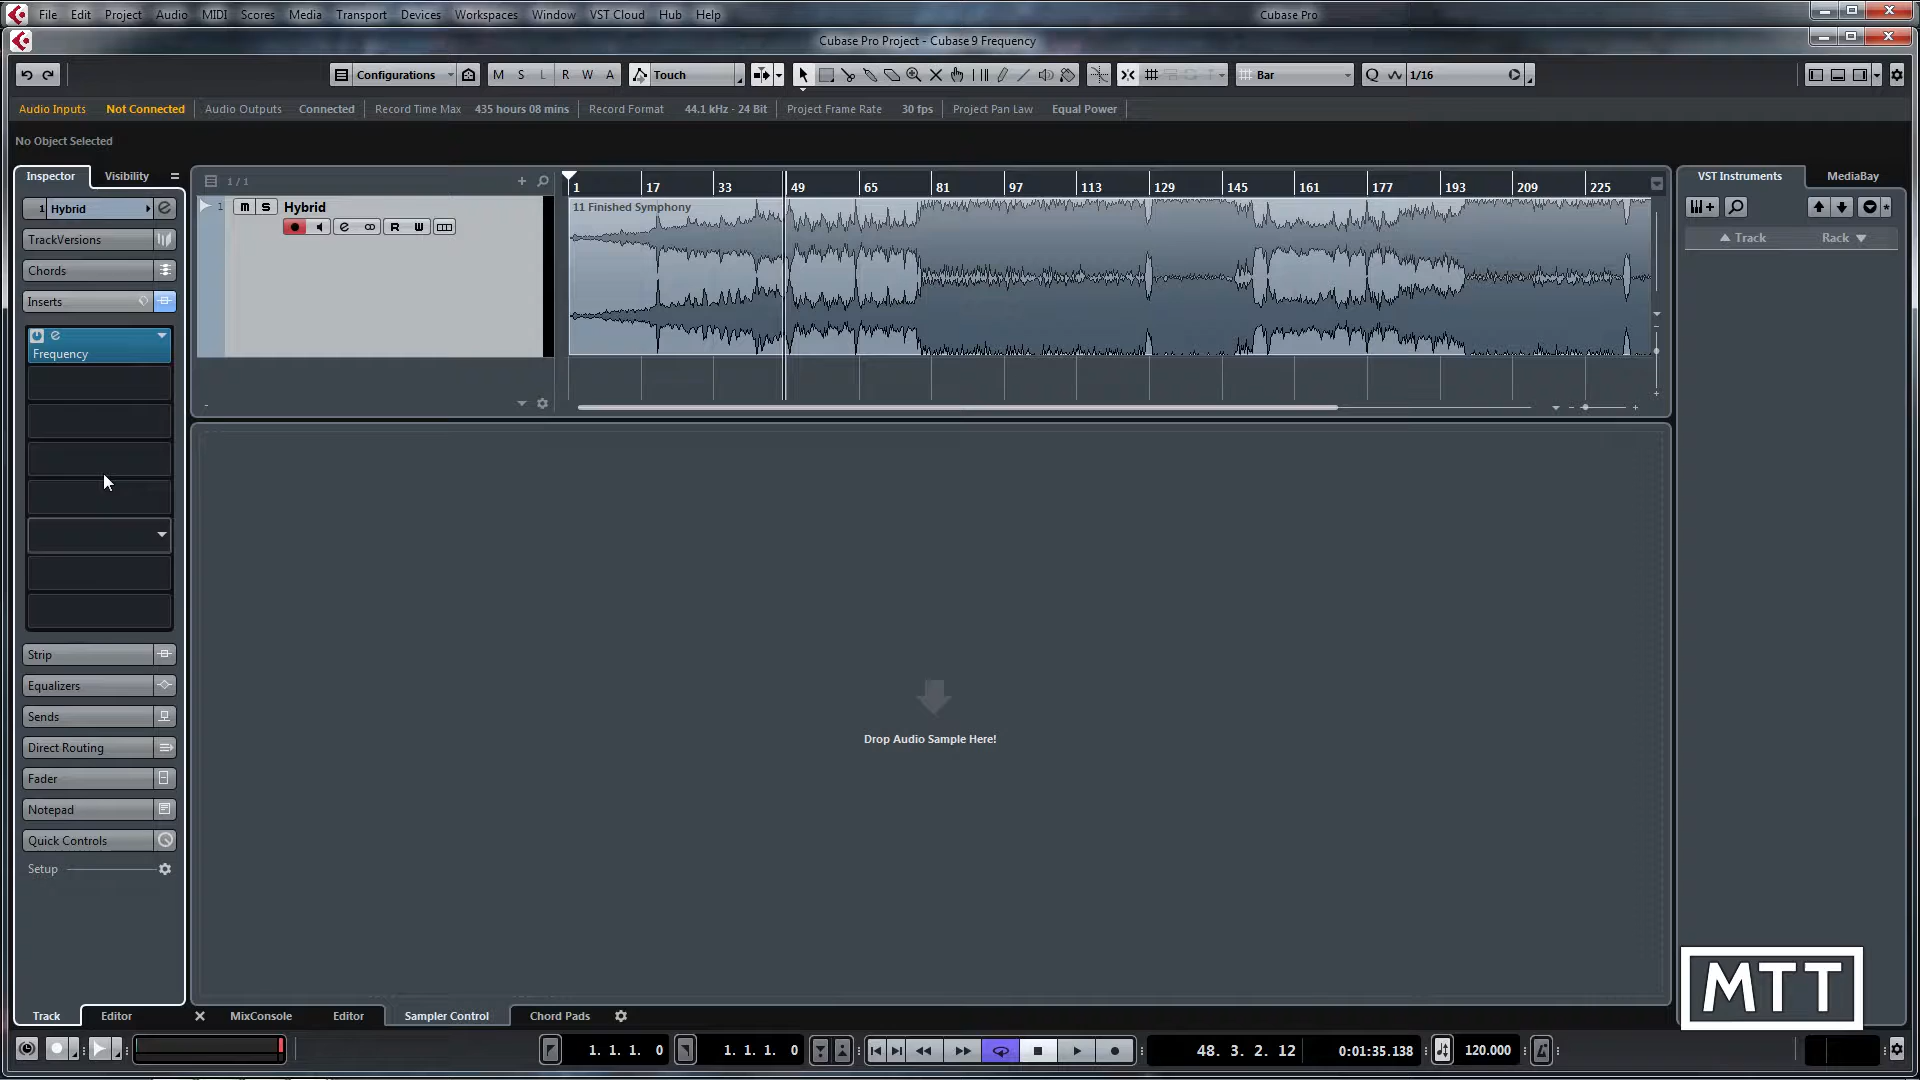 File Edit Project Audio MIDI Scores Media Transport Devices Workspaces Window VST Cloud Hub Help
Cubase Pro
Cubase Pro Project - Cubase 9 Frequency
Configurations M S L R W A Touch Bar Q 1/16
Audio Inputs Not Connected Audio Outputs Connected Record Time Max 435 hours 08 mins Record Format 44.1 kHz - 24 Bit Project Frame Rate 30 fps Project Pan Law Equal Power
No Object Selected
Inspector Visibility
1 / 1
1 17 33 49 65 81 97 113 129 145 161 177 193 209 225
VST Instruments MediaBay
1 Hybrid
1 m S Hybrid
R W
11 Finished Symphony
Track Rack
TrackVersions
Chords
Inserts
Frequency
Strip
Equalizers
Sends
Direct Routing
Fader
Notepad
Quick Controls
Setup
Drop Audio Sample Here!
MTT
Track Editor
MixConsole Editor Sampler Control Chord Pads
1. 1. 1. 0
1. 1. 1. 0
48. 3. 2. 12
0:01:35.138
120.000